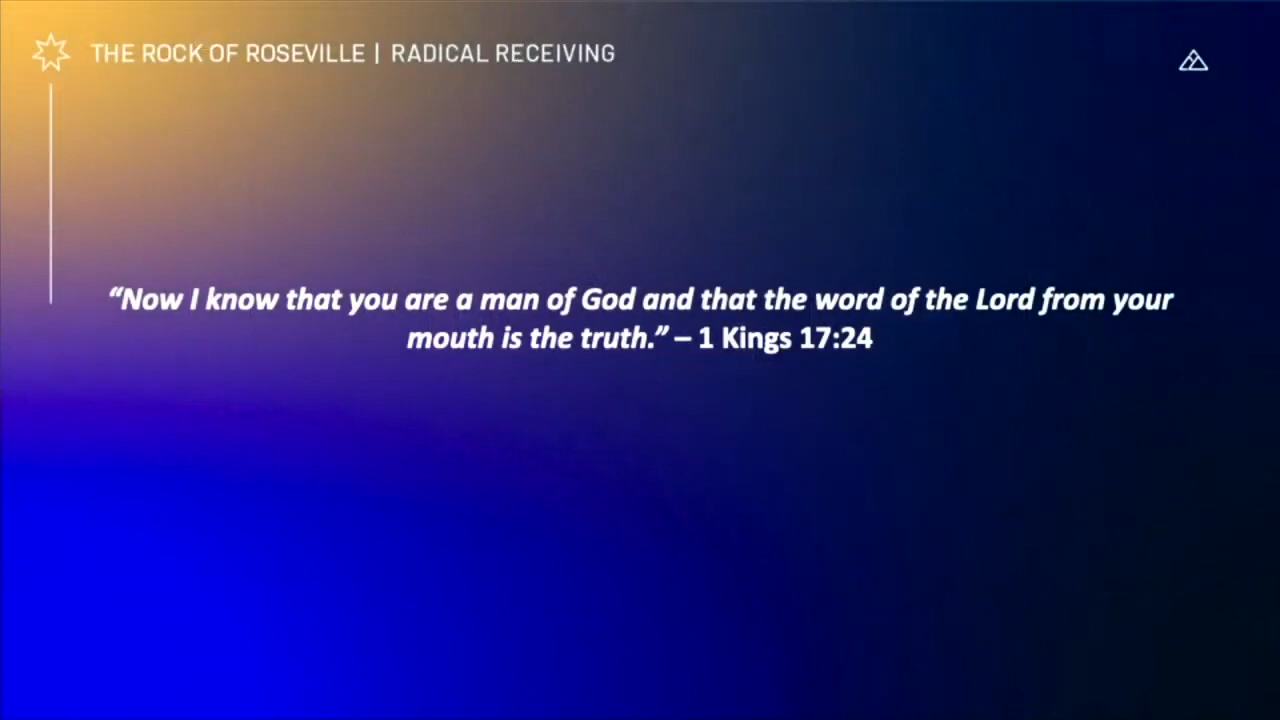 THE ROCK OF ROSEVILLE | RADICAL RECEIVING
“Now I know that you are a man of God and that the word of the Lord from your
mouth is the truth.” – 1 Kings 17:24